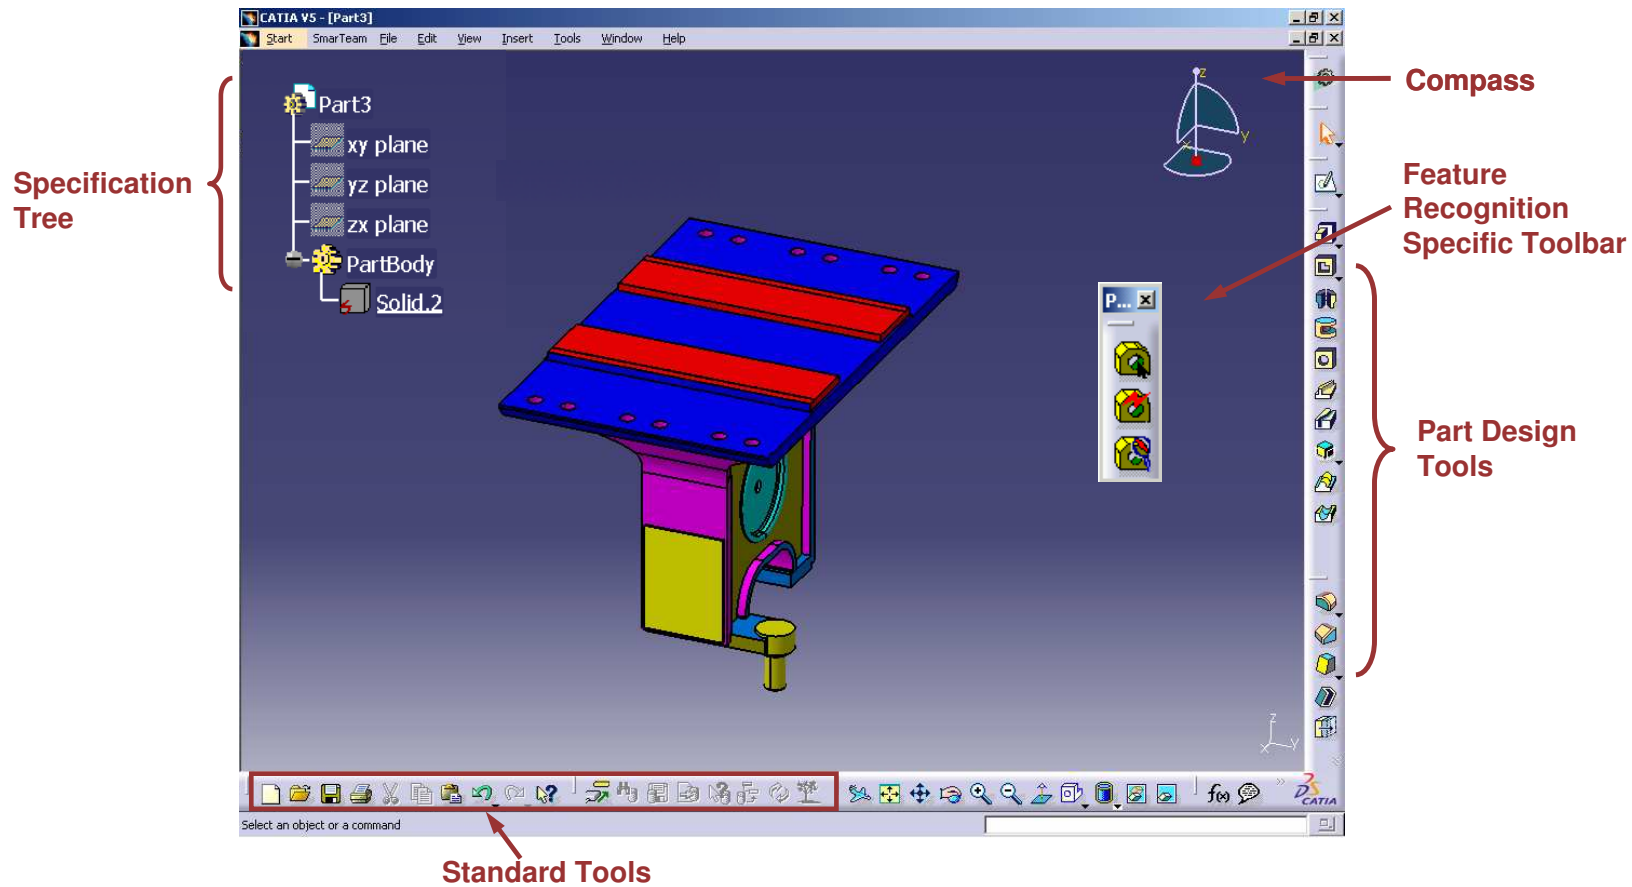 CATIA V5 - [Part3]
Start SmarTeam File Edit View Insert Tools Window Help
Compass
Part3
xy plane
yz plane
zx plane
PartBody
Solid.2
Specification
Tree
z
y
x
Feature
Recognition
Specific Toolbar
P...
Part Design
Tools
z
x
y
f(x)
DS
CATIA
Select an object or a command
Standard Tools